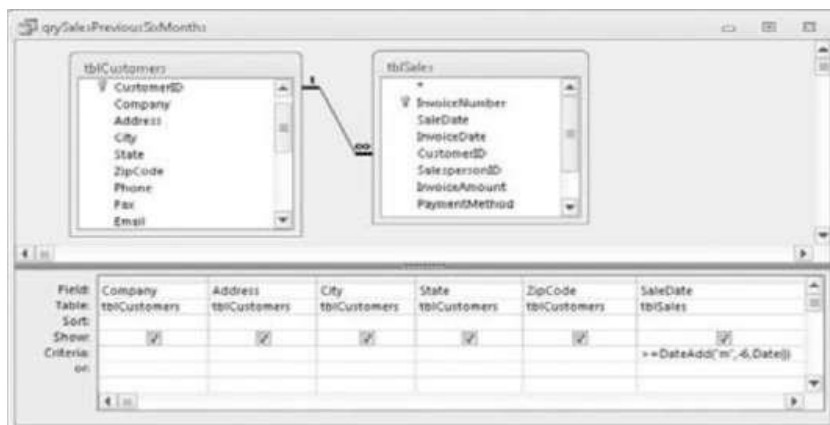 qrySalesPreviousSixMonths
tblCustomers
CustomerID
Company
Address
City
State
ZipCode
Phone
Fax
Email
1
∞
tblSales
*
InvoiceNumber
SaleDate
InvoiceDate
CustomerID
SalespersonID
InvoiceAmount
PaymentMethod
Field: Company Address City State ZipCode SaleDate
Table: tblCustomers tblCustomers tblCustomers tblCustomers tblCustomers tblSales
Sort:
Show:
Criteria: >=DateAdd("m",-6,Date())
or: